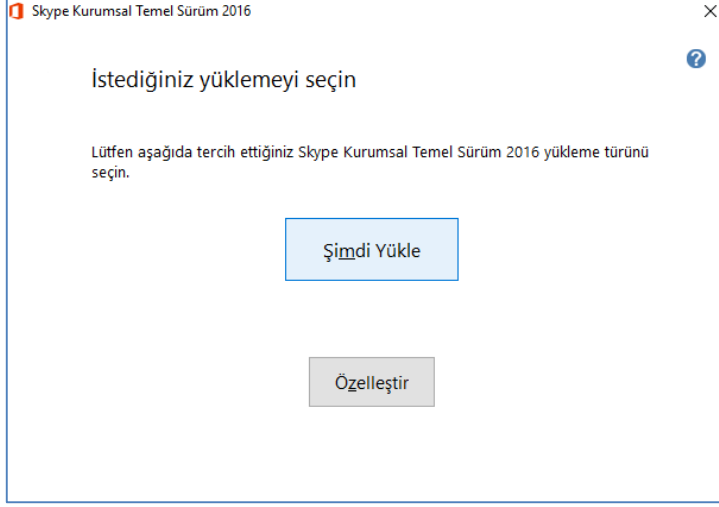 Skype Kurumsal Temel Sürüm 2016
İstediğiniz yüklemeyi seçin
Lütfen aşağıda tercih ettiğiniz Skype Kurumsal Temel Sürüm 2016 yükleme türünü
seçin.
Şimdi Yükle
Özelleştir